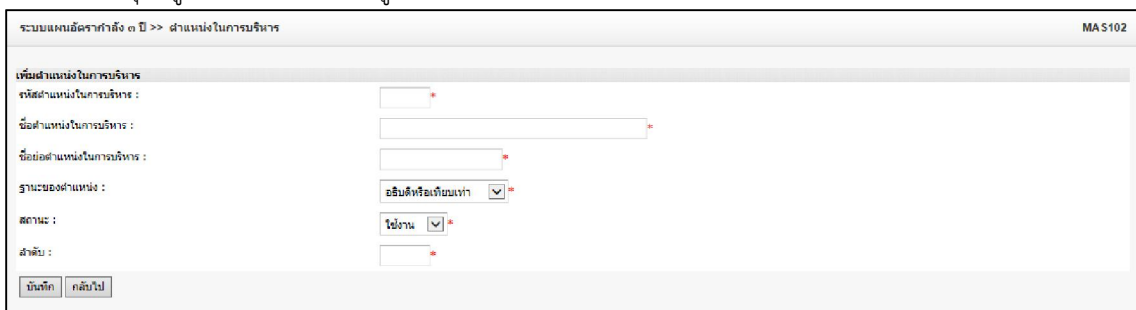 ระบบแผนอัตรากำลัง ๓ ปี >> ตำแหน่งในการบริหาร MAS102
เพิ่มตำแหน่งในการบริหาร
รหัสตำแหน่งในการบริหาร : *
ชื่อตำแหน่งในการบริหาร : *
ชื่อย่อตำแหน่งในการบริหาร : *
ฐานะของตำแหน่ง : อธิบดีหรือเทียบเท่า *
สถานะ : ใช้งาน *
ลำดับ : *
บันทึก กลับไป